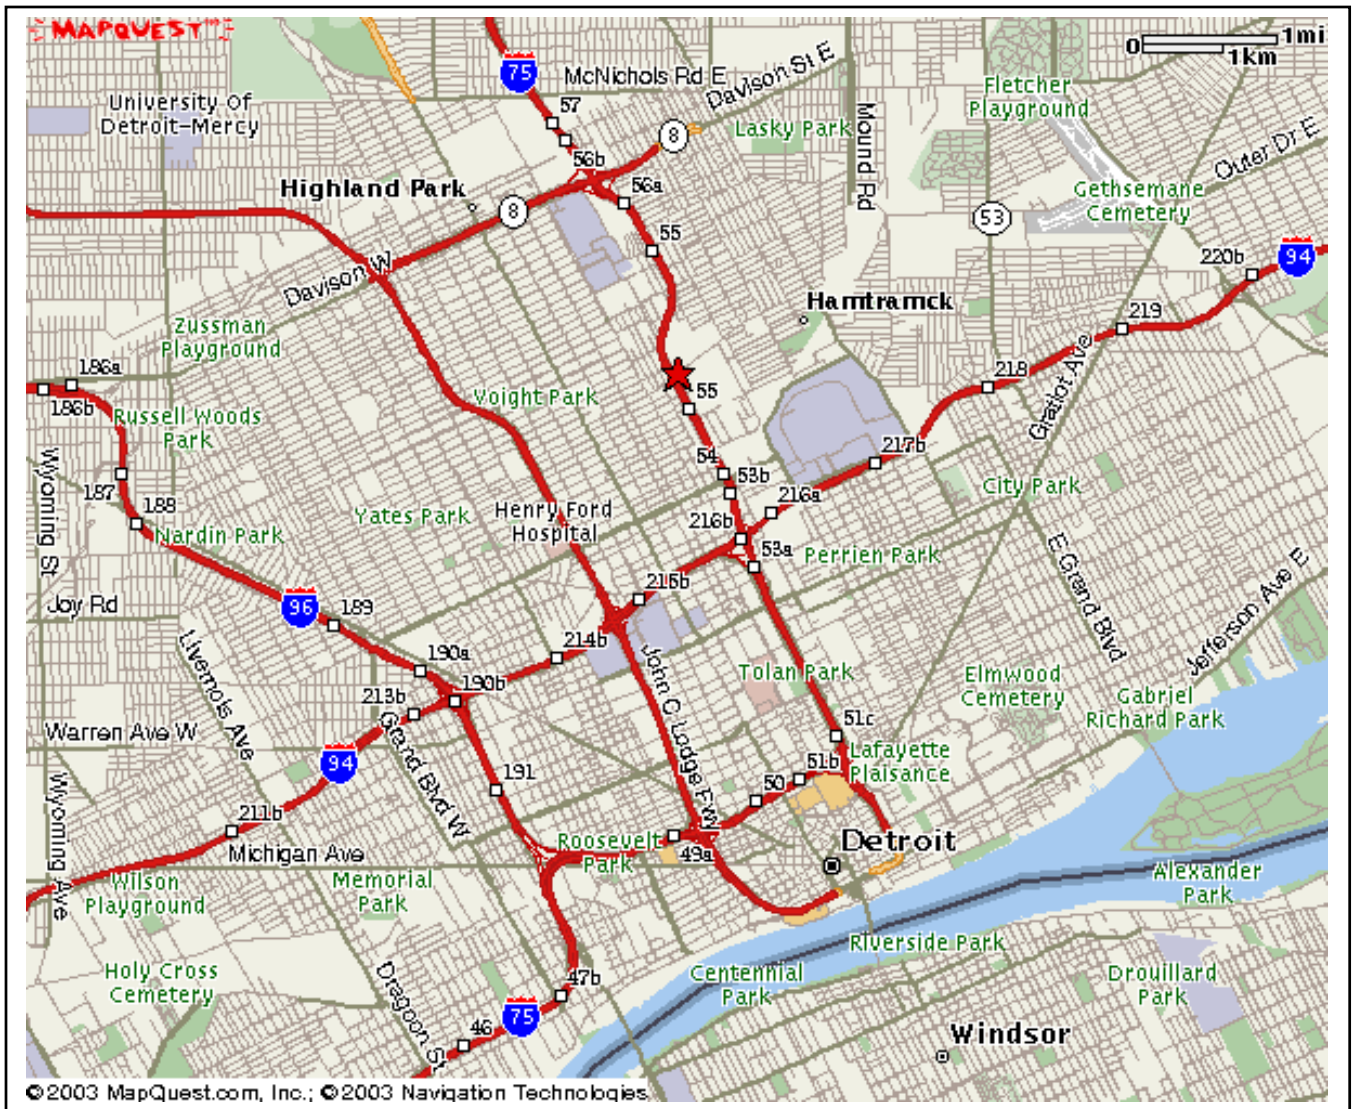 MAPQUEST
0 1mi
1km
75
McNichols Rd E
Davison St E
Fletcher
Playground
University Of
Detroit-Mercy
57
Lasky Park
Mound Rd
8
Outer Dr E
56b
Highland Park
56a
Gethsemane
Cemetery
8
53
55
220b
94
Davison W
Hamtramck
219
Zussman
Playground
186a
186b
218
Gratiot Ave
Voight Park
55
Russell Woods
Park
217b
54
53b
Wyoming St
187
188
216a
City Park
Yates Park
Henry Ford
Hospital
Nardin Park
216b
53a
Perrien Park
E Grand Blvd
Jefferson Ave E
215b
Joy Rd
96
189
214b
190a
John C Lodge Fwy
Tolan Park
Elmwood
Cemetery
Livernois Ave
213b
190b
Gabriel
Richard Park
51c
Warren Ave W
Grand Blvd W
94
Lafayette
Plaisance
51b
191
50
Wyoming Ave
211b
Michigan Ave
Roosevelt
Park
49a
Detroit
Wilson
Playground
Memorial
Park
Alexander
Park
Riverside Park
Holy Cross
Cemetery
Dragoon St
47b
Centennial
Park
Drouillard
Park
75
46
Windsor
©2003 MapQuest.com, Inc.; ©2003 Navigation Technologies